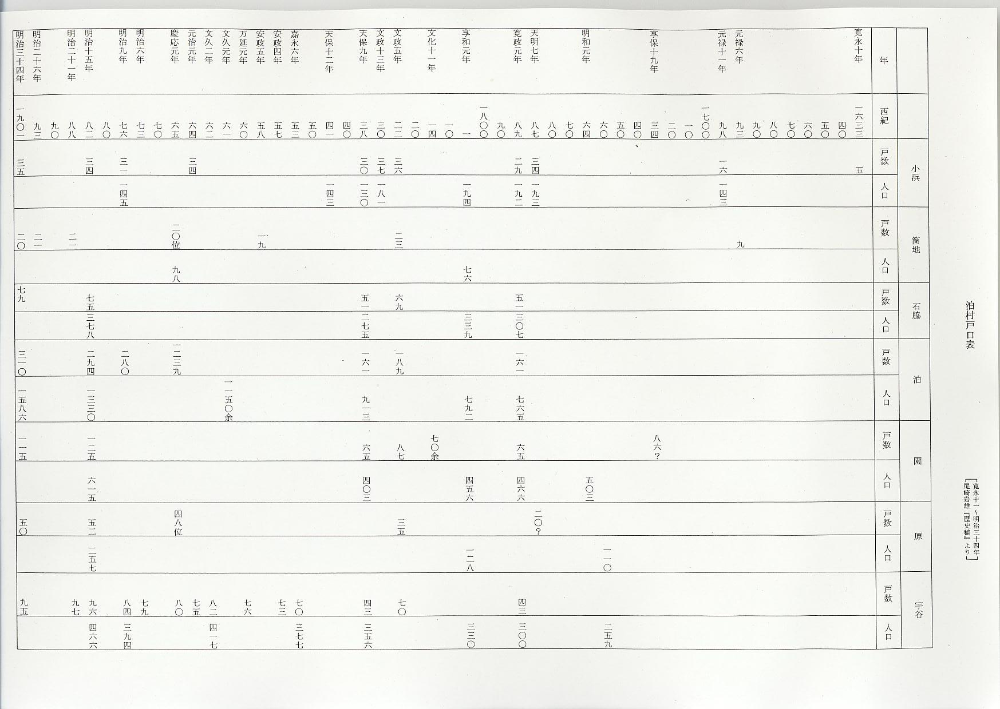 泊村戸口表
[寛永十一～明治三十四年
尾崎岩雄『歴史稿』より]
小浜 筒地 石脇 泊 園 原 宇谷
年 西紀 戸数 人口 戸数 人口 戸数 人口 戸数 人口 戸数 人口 戸数 人口 戸数 人口
寛永十年 一六三三 五
四〇
五〇
六〇
七〇
八〇
九〇
元禄六年 九三 九
元禄十一年 九八 一六 一四三
一七〇〇
一〇
二〇
享保十九年 三四 八六?
四〇
五〇
六〇 一一〇 二五九
明和元年 六四 五〇三
七〇
八〇
天明七年 八七 三四 一九三 二〇?
寛政元年 八九 二九 一九二 五一 三〇七 一六一 七六五 六五 四六六 四三 三〇〇
九〇
一八〇〇
享和元年 一 一九四 七六 三三九 七九二 四五六 一二八 三三〇
一〇
文化十一年 一四 七〇余
二〇
文政五年 二二 三六 二三 六九 一八九 八七 三五 七〇
文政十三年 三〇 三七 一八一
天保九年 三八 三〇 一三〇 五一 二七五 一六一 九一三 六五 四〇三 四三 三五六
四〇
天保十二年 四一 一四三
五〇
嘉永六年 五三 七〇 三七七
安政四年 五七 七三
安政五年 五八 一九
万延元年 六〇 七六
文久元年 六一 一一五〇余
文久二年 六二 八二 四一七
元治元年 六四 三四 七五
慶応元年 六五 二〇位 九八 一二三九 四八位 八〇
七〇
明治六年 七三 七九
明治九年 七六 三一 一四五 二八〇 八四 三九四
八〇
明治十五年 八二 三四 七五 三七八 二九四 一三三〇 一二五 六一五 五二 二五七 九六 四六六
明治二十一年 八八 二一 九七
九〇
明治二十六年 九三 二一
明治三十四年 一九〇一 三五 二〇 七九 三一〇 一五八六 一一五 五〇 九五